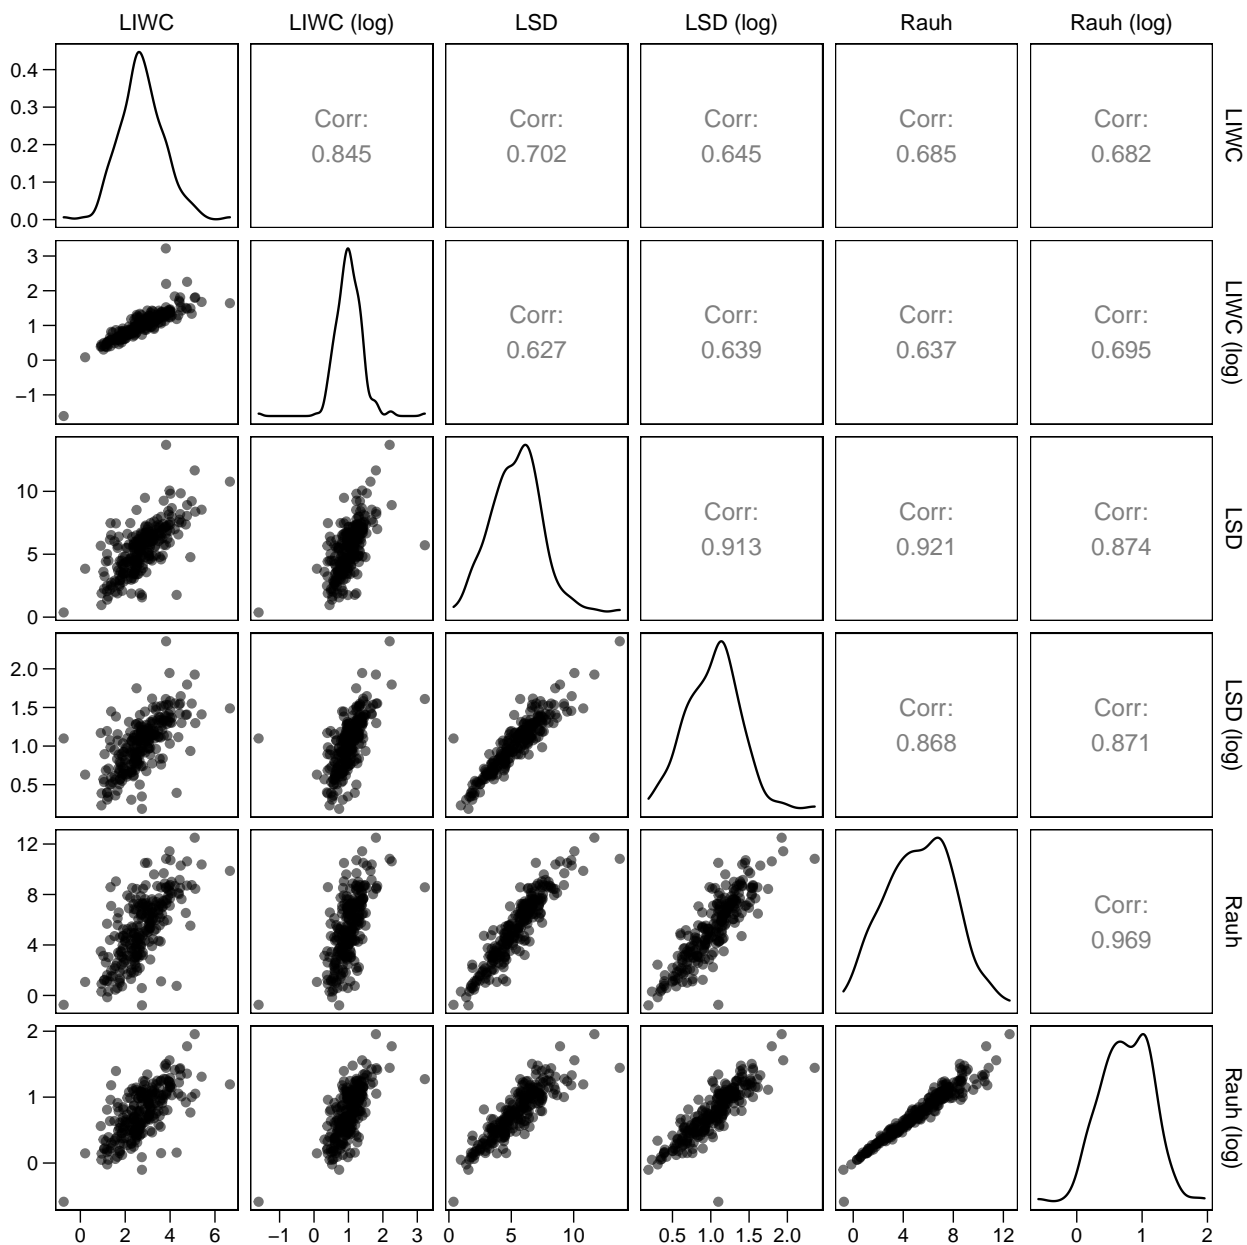 LIWC LIWC (log) LSD LSD (log) Rauh Rauh (log)
0.4
0.3
0.2
0.1
0.0
Corr:
0.845
Corr:
0.702
Corr:
0.645
Corr:
0.685
Corr:
0.682
LIWC
3
2
1
0
−1
Corr:
0.627
Corr:
0.639
Corr:
0.637
Corr:
0.695
LIWC (log)
10
5
0
Corr:
0.913
Corr:
0.921
Corr:
0.874
LSD
2.0
1.5
1.0
0.5
Corr:
0.868
Corr:
0.871
LSD (log)
12
8
4
0
Corr:
0.969
Rauh
2
1
0
Rauh (log)
0 2 4 6 −1 0 1 2 3 0 5 10 0.5 1.0 1.5 2.0 0 4 8 12 0 1 2